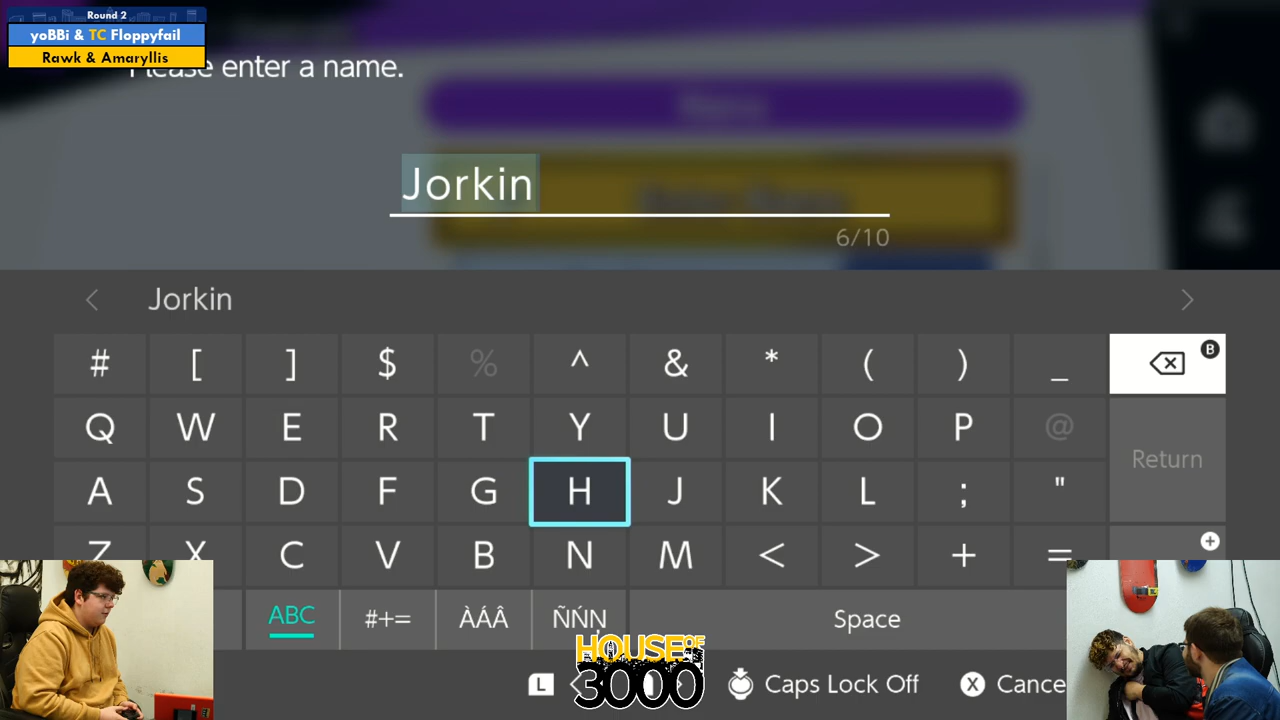 Round 2
yoBBi & TC Floppyfail
Rawk & Amaryllis
Please enter a name.
Jorkin
6/10
Jorkin
# [ ] $ % ^ & * ( ) _ B
Q W E R T Y U I O P @
A S D F G H J K L ; " Return
Z X C V B N M < > + = +
ABC #+= ÀÁÂ ÑŃṆ Space
HOUSE OF
3000
L Caps Lock Off X Cance